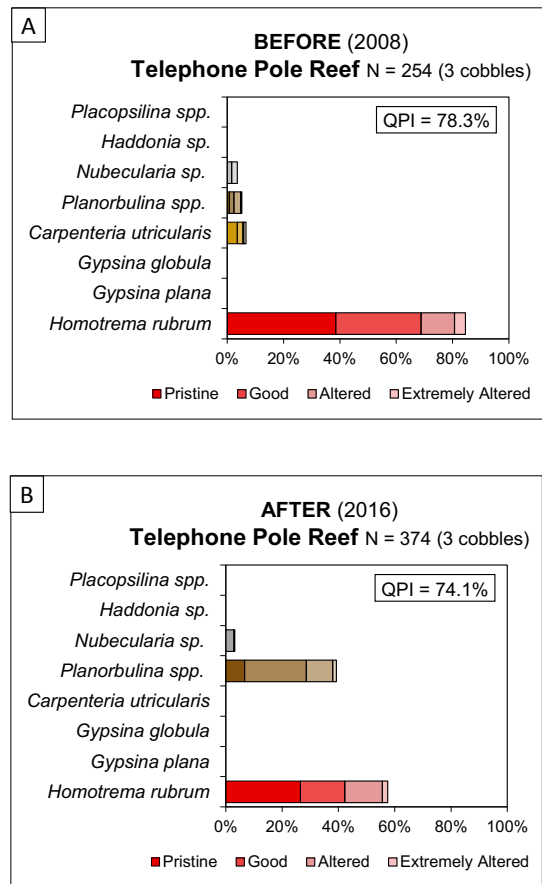 A
BEFORE (2008)
Telephone Pole Reef N = 254 (3 cobbles)
QPI = 78.3%
Placopsilina spp.
Haddonia sp.
Nubecularia sp.
Planorbulina spp.
Carpenteria utricularis
Gypsina globula
Gypsina plana
Homotrema rubrum
0% 20% 40% 60% 80% 100%
Pristine Good Altered Extremely Altered
B
AFTER (2016)
Telephone Pole Reef N = 374 (3 cobbles)
QPI = 74.1%
Placopsilina spp.
Haddonia sp.
Nubecularia sp.
Planorbulina spp.
Carpenteria utricularis
Gypsina globula
Gypsina plana
Homotrema rubrum
0% 20% 40% 60% 80% 100%
Pristine Good Altered Extremely Altered